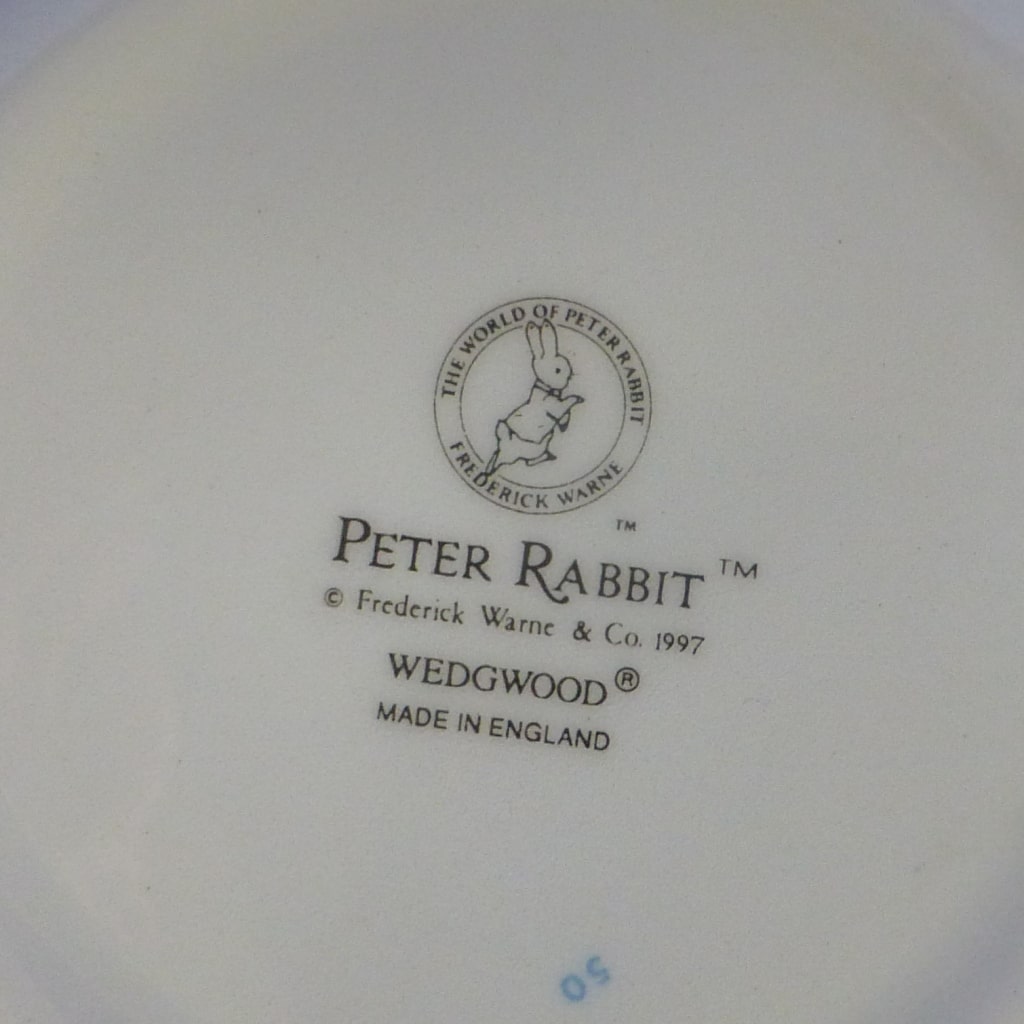 THE WORLD OF PETER RABBIT
FREDERICK WARNE
TM
PETER RABBIT TM
© Frederick Warne & Co. 1997
WEDGWOOD ®
MADE IN ENGLAND
50